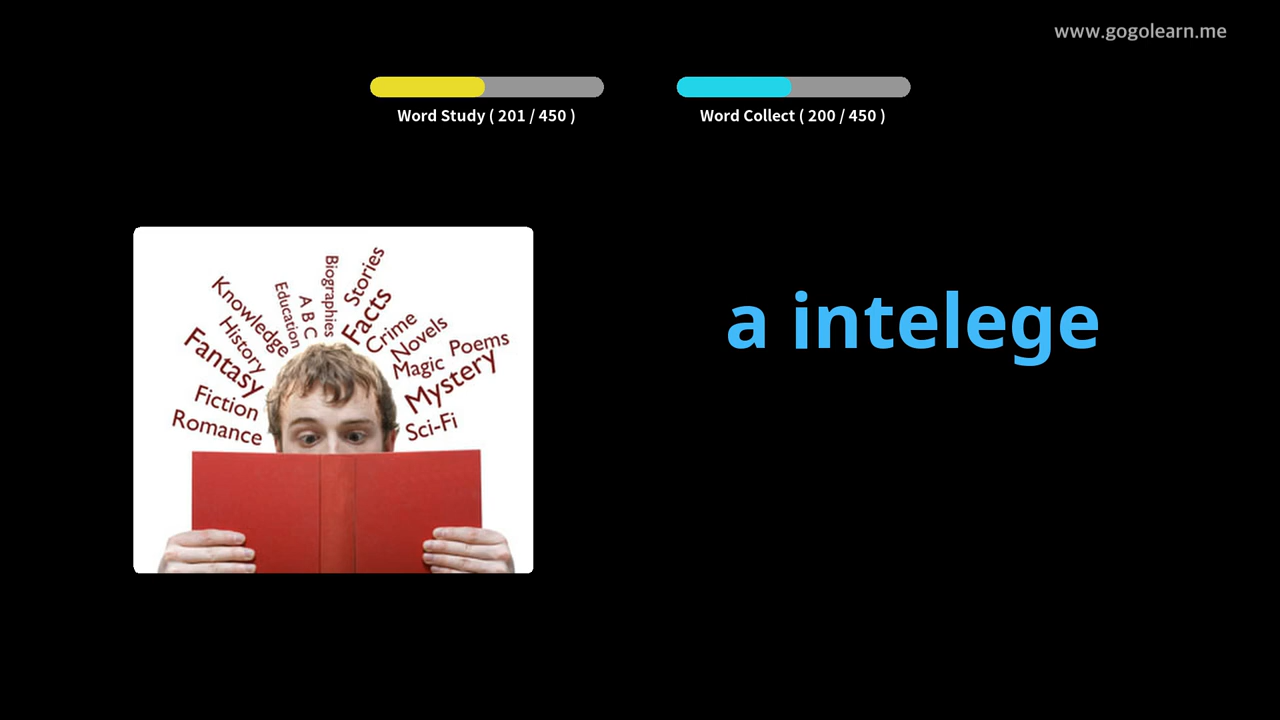 www.gogolearn.me
Word Study ( 201 / 450 )
Word Collect ( 200 / 450 )
a intelege
Knowledge
History
Fantasy
Fiction
Romance
Education
A B C
Biographies
Stories
Facts
Crime
Novels
Magic
Poems
Mystery
Sci-Fi